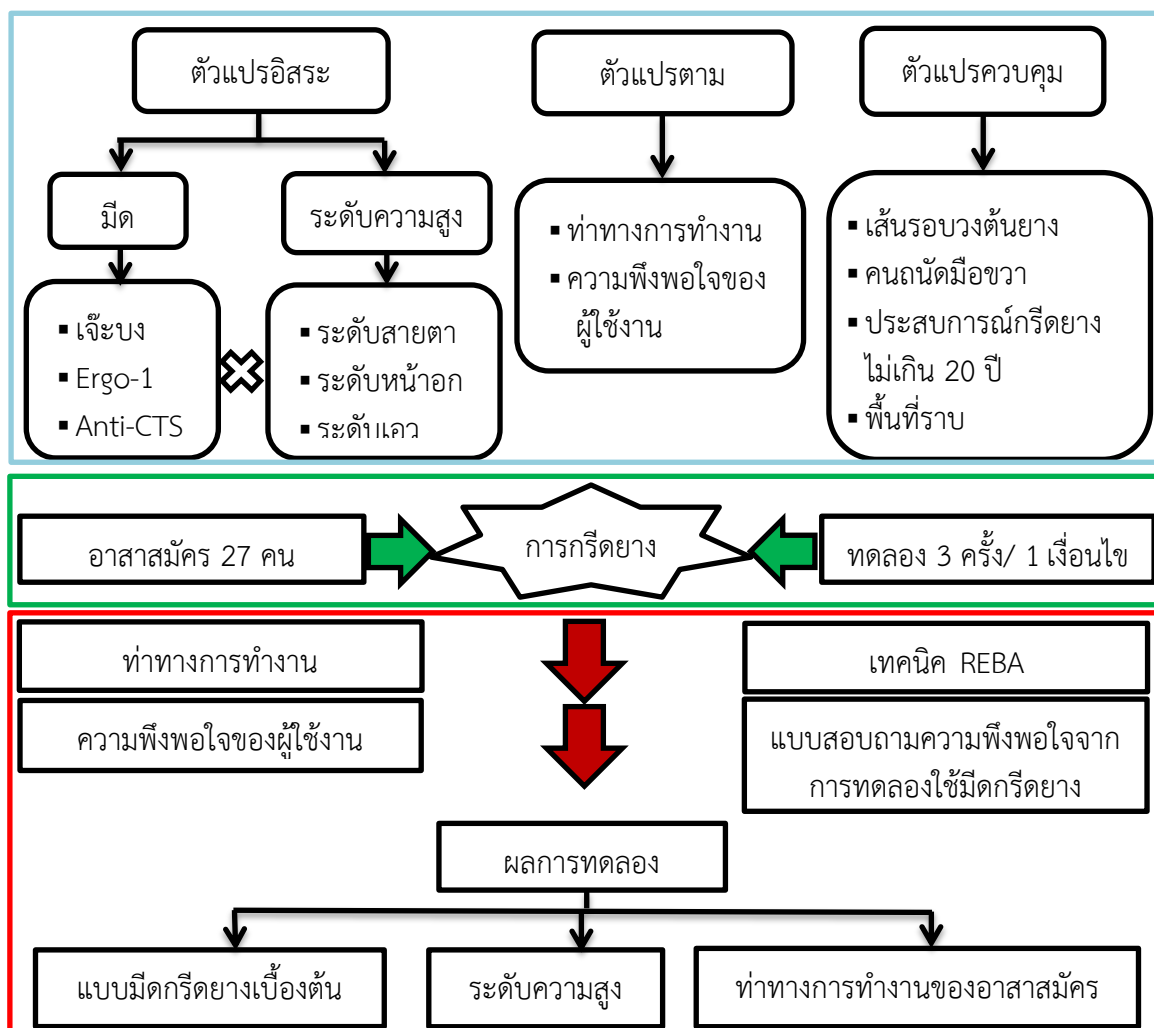 ตัวแปรอิสระ
ตัวแปรตาม
ตัวแปรควบคุม
มีด
ระดับความสูง
▪ เจ๊ะบง
▪ Ergo-1
▪ Anti-CTS
▪ ระดับสายตา
▪ ระดับหน้าอก
▪ ระดับเอว
▪ ท่าทางการทำงาน
▪ ความพึงพอใจของ
ผู้ใช้งาน
▪ เส้นรอบวงต้นยาง
▪ คนถนัดมือขวา
▪ ประสบการณ์กรีดยาง
ไม่เกิน 20 ปี
▪ พื้นที่ราบ
อาสาสมัคร 27 คน
การกรีดยาง
ทดลอง 3 ครั้ง/ 1 เงื่อนไข
ท่าทางการทำงาน
เทคนิค REBA
ความพึงพอใจของผู้ใช้งาน
แบบสอบถามความพึงพอใจจาก
การทดลองใช้มีดกรีดยาง
ผลการทดลอง
แบบมีดกรีดยางเบื้องต้น
ระดับความสูง
ท่าทางการทำงานของอาสาสมัคร